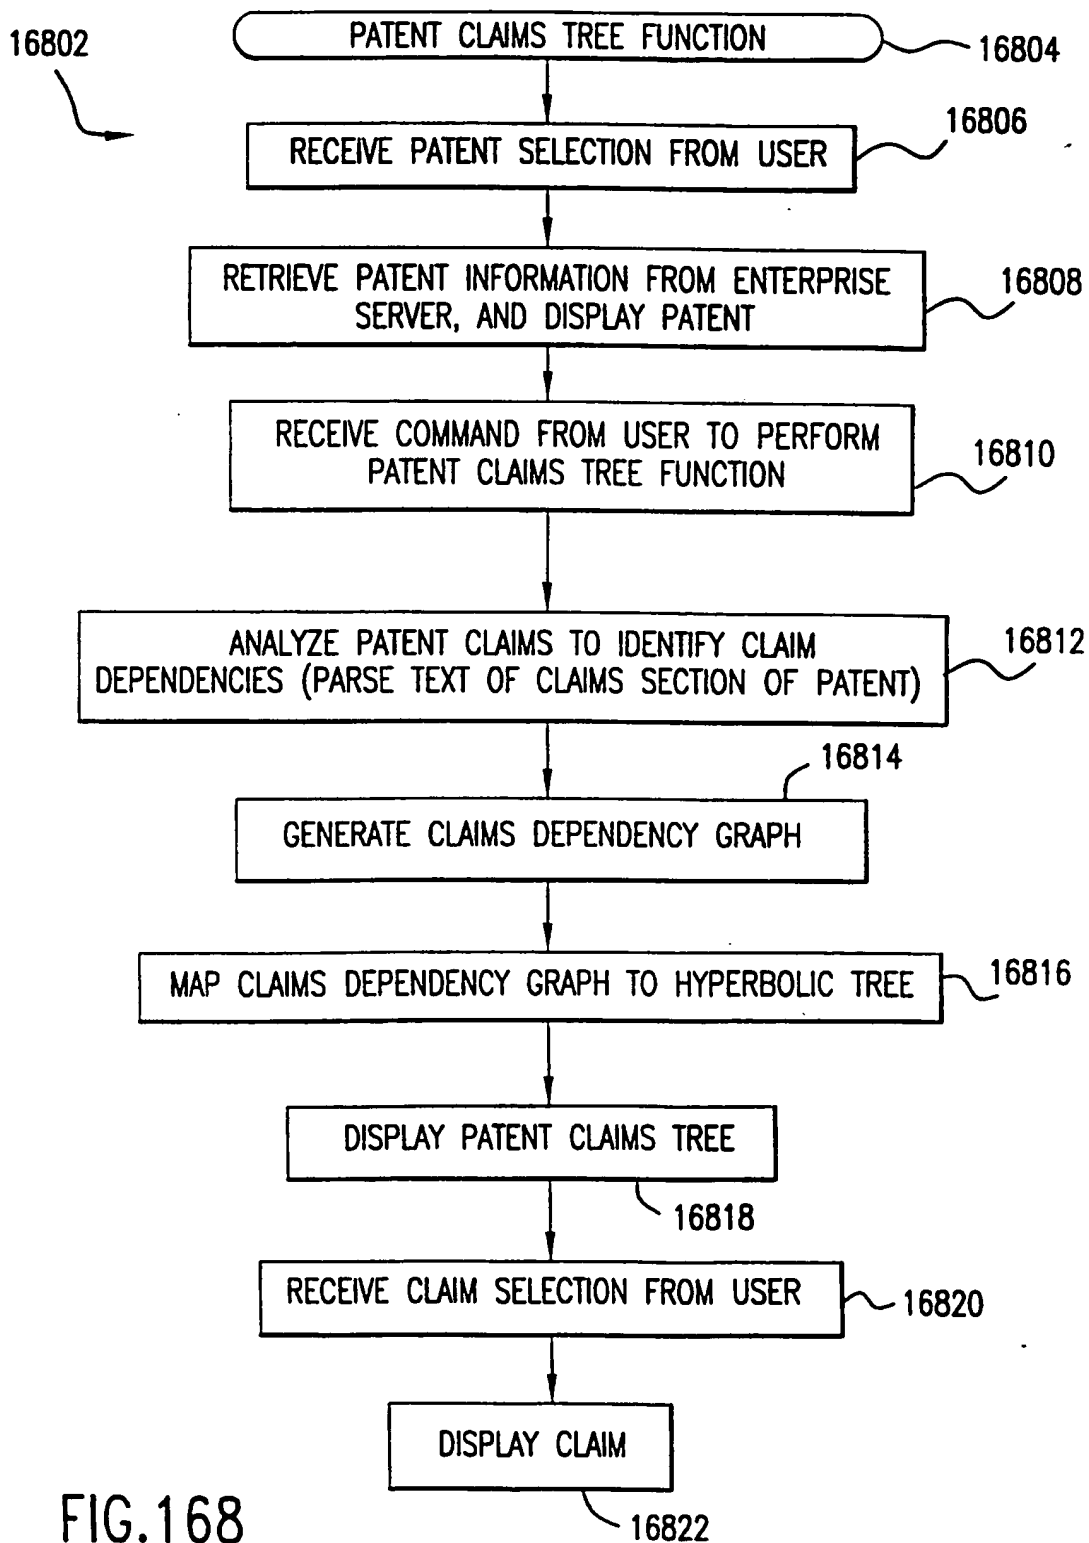 16802
PATENT CLAIMS TREE FUNCTION
16804
RECEIVE PATENT SELECTION FROM USER
16806
RETRIEVE PATENT INFORMATION FROM ENTERPRISE
SERVER, AND DISPLAY PATENT
16808
RECEIVE COMMAND FROM USER TO PERFORM
PATENT CLAIMS TREE FUNCTION
16810
ANALYZE PATENT CLAIMS TO IDENTIFY CLAIM
DEPENDENCIES (PARSE TEXT OF CLAIMS SECTION OF PATENT)
16812
16814
GENERATE CLAIMS DEPENDENCY GRAPH
MAP CLAIMS DEPENDENCY GRAPH TO HYPERBOLIC TREE
16816
DISPLAY PATENT CLAIMS TREE
16818
RECEIVE CLAIM SELECTION FROM USER
16820
DISPLAY CLAIM
16822
FIG.168